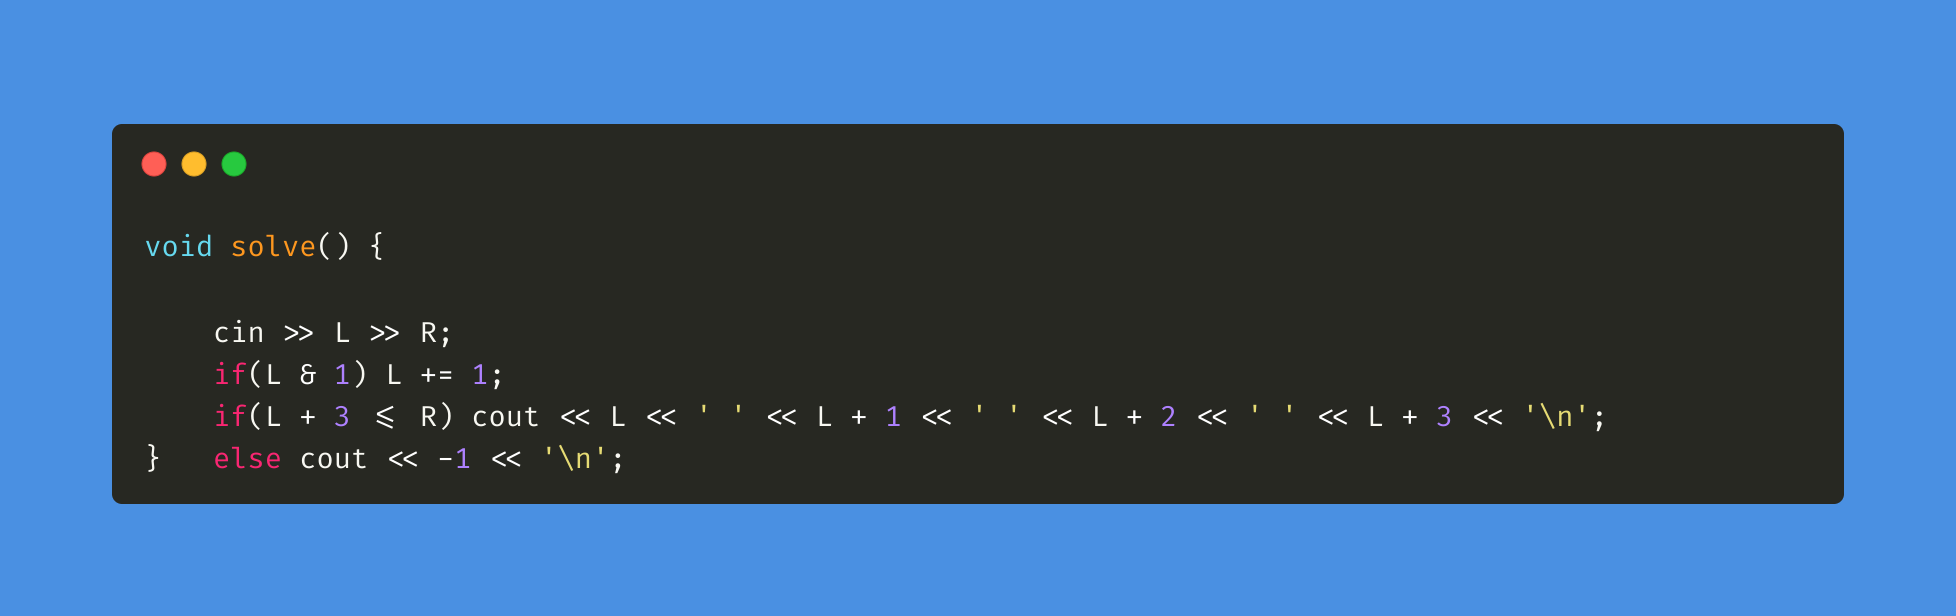 void solve() {
cin >> L >> R;
if(L & 1) L += 1;
if(L + 3 <= R) cout << L << ' ' << L + 1 << ' ' << L + 2 << ' ' << L + 3 << '\n';
} else cout << -1 << '\n';